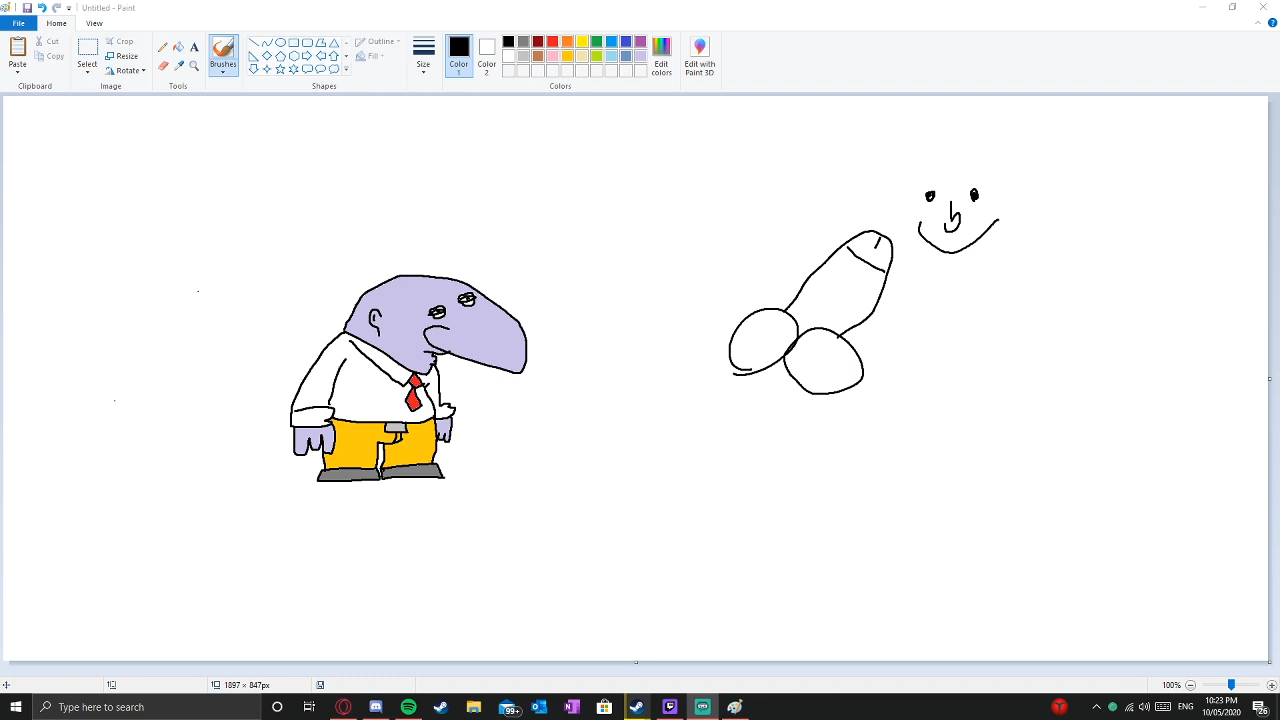 Untitled - Paint
File Home View
Paste Cut Copy Select Crop Resize Rotate A Brushes Outline Fill Size Color 1 Color 2 Edit colors Edit with Paint 3D
Clipboard Image Tools Shapes Colors
1897 × 847px 100%
Type here to search 99+ ENG 10:23 PM 10/05/2020